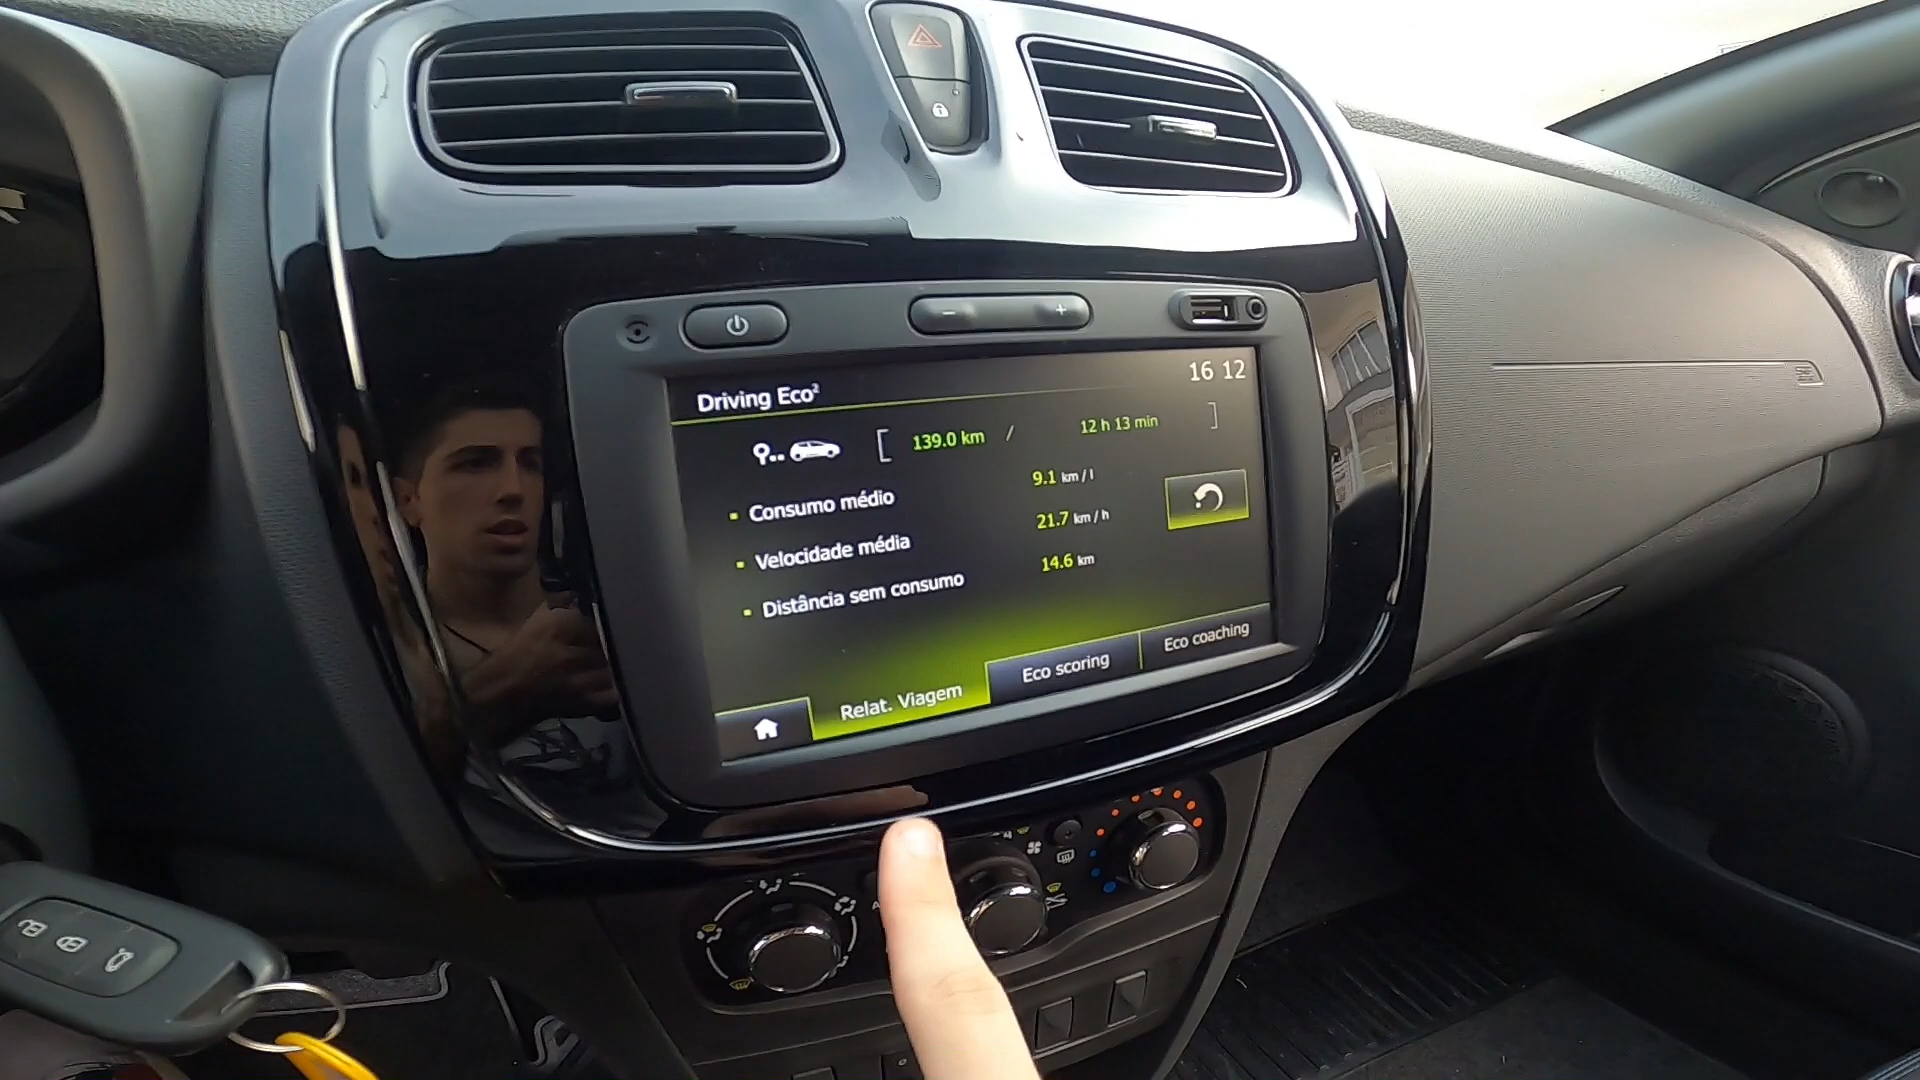 16 12
Driving Eco²
[ 139.0 km / 12 h 13 min ]
Consumo médio 9.1 km / l
Velocidade média 21.7 km / h
Distância sem consumo 14.6 km
Relat. Viagem
Eco scoring
Eco coaching